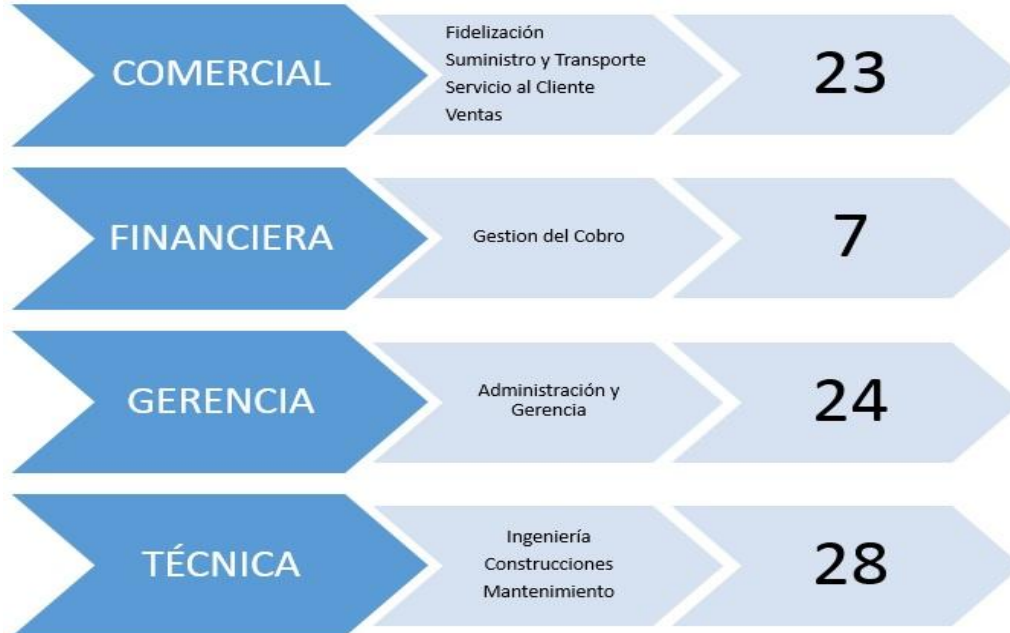 COMERCIAL
Fidelización
Suministro y Transporte
Servicio al Cliente
Ventas
23
FINANCIERA
Gestion del Cobro
7
GERENCIA
Administración y
Gerencia
24
TÉCNICA
Ingeniería
Construcciones
Mantenimiento
28